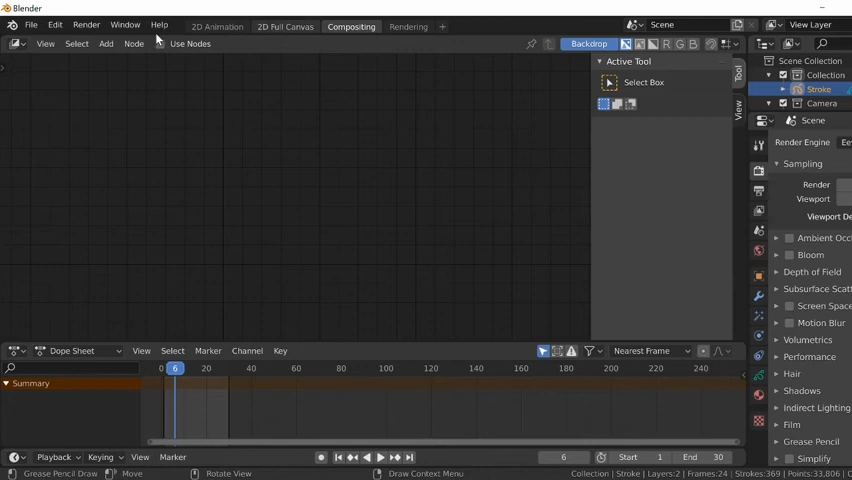 Blender
File Edit Render Window Help 2D Animation 2D Full Canvas Compositing Rendering + Scene View Layer
View Select Add Node Use Nodes Backdrop R G B
Active Tool
Select Box
Tool
View
Scene Collection
Collection
Stroke
Camera
Scene
Render Engine
Sampling
Render
Viewport
Ambient
Bloom
Depth of Field
Subsurface
Screen
Motion Blur
Volumetrics
Performance
Hair
Shadows
Indirect Lighting
Film
Grease Pencil
Simplify
Dope Sheet View Select Marker Channel Key Nearest Frame
0 6 20 40 60 80 100 120 140 160 180 200 220 240
Summary
Playback Keying View Marker 6 Start 1 End 30
Grease Pencil Draw Move Rotate View Draw Context Menu Collection | Stroke | Layers:2 | Frames:24 | Strokes:369 | Points:33,806